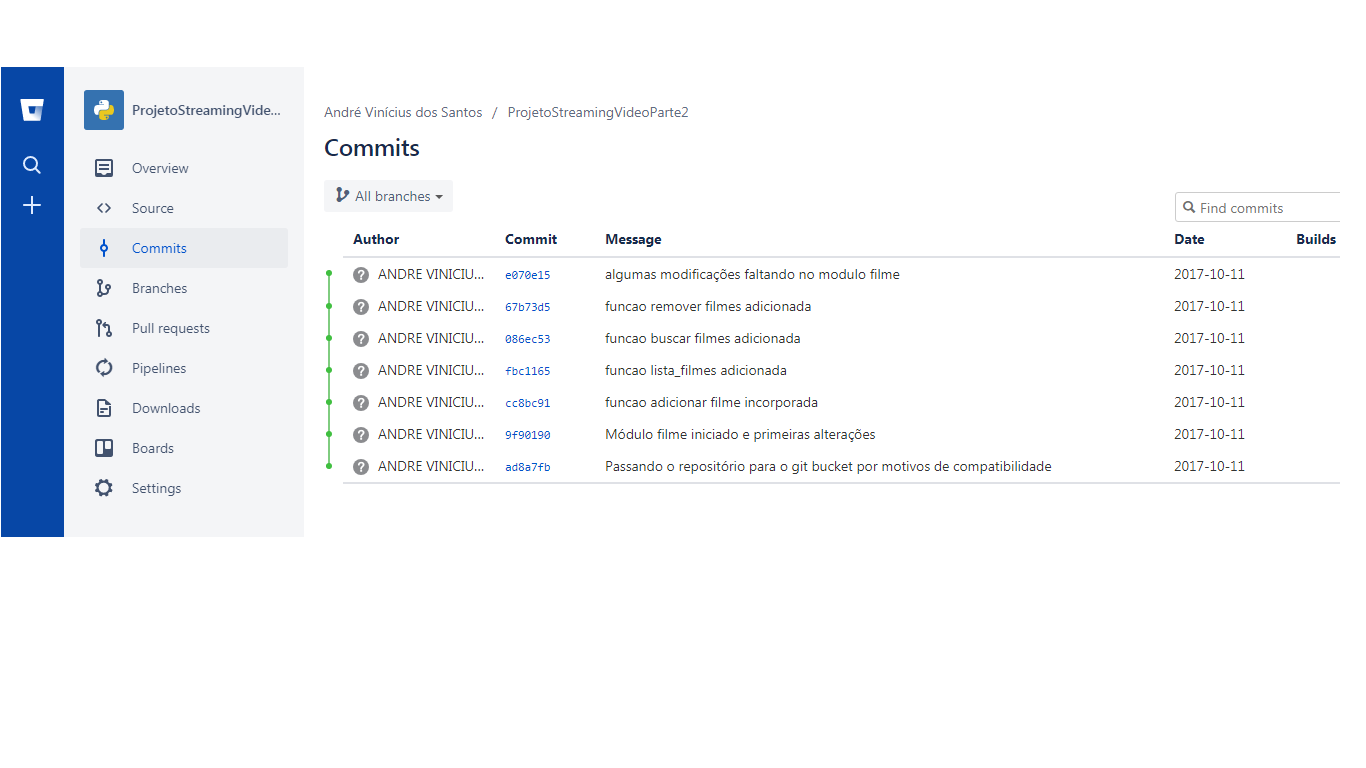 ProjetoStreamingVide...
Overview
Source
Commits
Branches
Pull requests
Pipelines
Downloads
Boards
Settings
André Vinícius dos Santos / ProjetoStreamingVideoParte2
Commits
All branches
Find commits
Author Commit Message Date Builds
ANDRE VINICIU... e070e15 algumas modificações faltando no modulo filme 2017-10-11
ANDRE VINICIU... 67b73d5 funcao remover filmes adicionada 2017-10-11
ANDRE VINICIU... 086ec53 funcao buscar filmes adicionada 2017-10-11
ANDRE VINICIU... fbc1165 funcao lista_filmes adicionada 2017-10-11
ANDRE VINICIU... cc8bc91 funcao adicionar filme incorporada 2017-10-11
ANDRE VINICIU... 9f90190 Módulo filme iniciado e primeiras alterações 2017-10-11
ANDRE VINICIU... ad8a7fb Passando o repositório para o git bucket por motivos de compatibilidade 2017-10-11